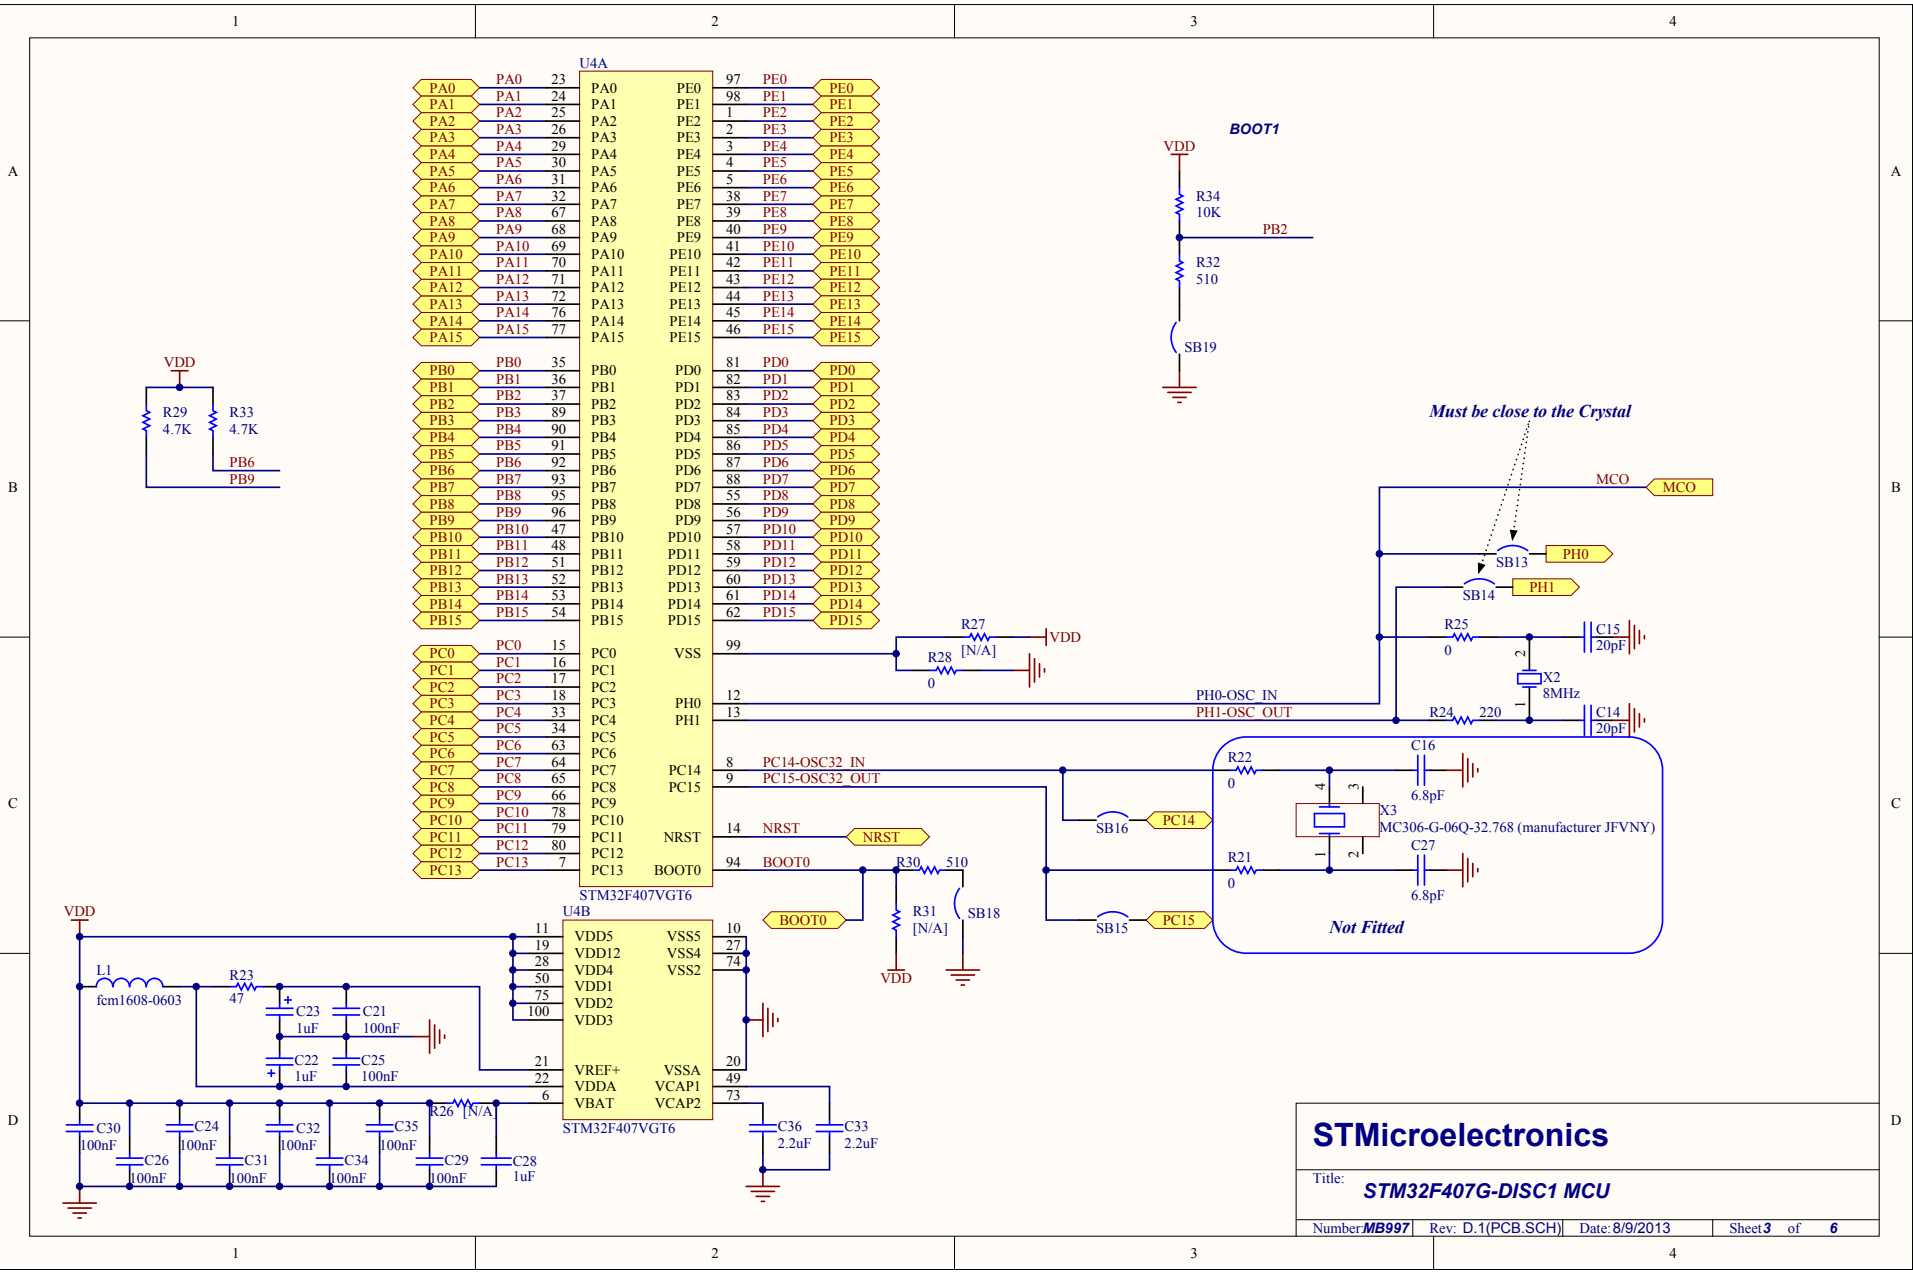 1 2 3 4
A A
B B
C C
D D
U4A
PA0 PA0 23 PA0 PE0 97 PE0 PE0
PA1 PA1 24 PA1 PE1 98 PE1 PE1
PA2 PA2 25 PA2 PE2 1 PE2 PE2
PA3 PA3 26 PA3 PE3 2 PE3 PE3
PA4 PA4 29 PA4 PE4 3 PE4 PE4
PA5 PA5 30 PA5 PE5 4 PE5 PE5
PA6 PA6 31 PA6 PE6 5 PE6 PE6
PA7 PA7 32 PA7 PE7 38 PE7 PE7
PA8 PA8 67 PA8 PE8 39 PE8 PE8
PA9 PA9 68 PA9 PE9 40 PE9 PE9
PA10 PA10 69 PA10 PE10 41 PE10 PE10
PA11 PA11 70 PA11 PE11 42 PE11 PE11
PA12 PA12 71 PA12 PE12 43 PE12 PE12
PA13 PA13 72 PA13 PE13 44 PE13 PE13
PA14 PA14 76 PA14 PE14 45 PE14 PE14
PA15 PA15 77 PA15 PE15 46 PE15 PE15
PB0 PB0 35 PB0 PD0 81 PD0 PD0
PB1 PB1 36 PB1 PD1 82 PD1 PD1
PB2 PB2 37 PB2 PD2 83 PD2 PD2
PB3 PB3 89 PB3 PD3 84 PD3 PD3
PB4 PB4 90 PB4 PD4 85 PD4 PD4
PB5 PB5 91 PB5 PD5 86 PD5 PD5
PB6 PB6 92 PB6 PD6 87 PD6 PD6
PB7 PB7 93 PB7 PD7 88 PD7 PD7
PB8 PB8 95 PB8 PD8 55 PD8 PD8
PB9 PB9 96 PB9 PD9 56 PD9 PD9
PB10 PB10 47 PB10 PD10 57 PD10 PD10
PB11 PB11 48 PB11 PD11 58 PD11 PD11
PB12 PB12 51 PB12 PD12 59 PD12 PD12
PB13 PB13 52 PB13 PD13 60 PD13 PD13
PB14 PB14 53 PB14 PD14 61 PD14 PD14
PB15 PB15 54 PB15 PD15 62 PD15 PD15
PC0 PC0 15 PC0 VSS 99
PC1 PC1 16 PC1
PC2 PC2 17 PC2
PC3 PC3 18 PC3 PH0 12 PH0-OSC_IN
PC4 PC4 33 PC4 PH1 13 PH1-OSC_OUT
PC5 PC5 34 PC5
PC6 PC6 63 PC6
PC7 PC7 64 PC7 PC14 8 PC14-OSC32_IN
PC8 PC8 65 PC8 PC15 9 PC15-OSC32_OUT
PC9 PC9 66 PC9
PC10 PC10 78 PC10
PC11 PC11 79 PC11 NRST 14 NRST NRST
PC12 PC12 80 PC12
PC13 PC13 7 PC13 BOOT0 94 BOOT0
STM32F407VGT6
BOOT1
VDD
R34
10K
PB2
R32
510
SB19
VDD
R29 R33
4.7K 4.7K
PB6
PB9
Must be close to the Crystal
MCO MCO
SB13 PH0
SB14 PH1
R27 VDD
[N/A]
R28
0
R25 C15
0 20pF
2
X2
8MHz
1
R24 220 C14
20pF
R22 C16
0 6.8pF
4 3
X3
MC306-G-06Q-32.768 (manufacturer JFVNY)
1 2
R21 C27
0 6.8pF
Not Fitted
SB16 PC14
SB15 PC15
R30 510
BOOT0
R31
[N/A]
SB18
VDD
U4B
11 VDD5 VSS5 10
19 VDD12 VSS4 27
28 VDD4 VSS2 74
50 VDD1
75 VDD2
100 VDD3
21 VREF+ VSSA 20
22 VDDA VCAP1 49
6 VBAT VCAP2 73
STM32F407VGT6
VDD
L1
fcm1608-0603
R23
47
+ C23 C21
1uF 100nF
C22 C25
+ 1uF 100nF
R26 [N/A]
C30 C24 C32 C35
100nF 100nF 100nF 100nF
C26 C31 C34 C29 C28
100nF 100nF 100nF 100nF 1uF
C36 C33
2.2uF 2.2uF
STMicroelectronics
Title:
STM32F407G-DISC1 MCU
Number:MB997 Rev: D.1(PCB.SCH) Date:8/9/2013 Sheet3 of 6
1 2 3 4